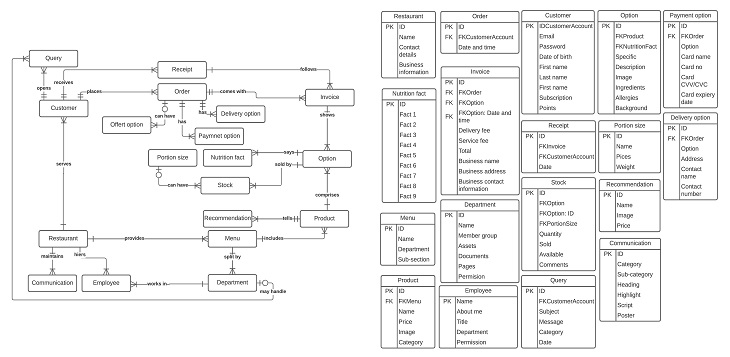 Query
opens
receives
Receipt
follows
Order
places
comes with
Invoice
Customer
can have
has
has
Delivery option
shows
Offert option
Paymnet option
Portion size
Nutrition fact
says
sold by
Option
serves
can have
Stock
comprises
Recommendation
tells
Product
Restaurant
provides
Menu
includes
maintains
hiers
split by
Communication
Employee
works in
Department
may handle
Restaurant
PK ID
Name
Contact
details
Business
information
Nutrition fact
PK ID
Fact 1
Fact 2
Fact 3
Fact 4
Fact 5
Fact 6
Fact 7
Fact 8
Fact 9
Menu
PK ID
Name
Department
Sub-section
Product
PK ID
FK FKMenu
Name
Price
Image
Category
Order
PK ID
FK FKCustomerAccount
Date and time
Invoice
PK ID
FK FKOrder
FK FKOption
FK FKOption: Date and
time
Delivery fee
Service fee
Total
Business name
Business address
Business contact
information
Department
PK ID
Name
Member group
Assets
Documents
Pages
Permision
Employee
PK Name
About me
Title
Department
Permission
Customer
PK IDCustomerAccount
Email
Password
Date of birth
First name
Last name
First name
Subscription
Points
Receipt
PK ID
FKInvoice
FKCustomerAccount
Date
Stock
PK ID
FKOption
FKOption: ID
FKPortionSize
Quantity
Sold
Available
Comments
Query
PK ID
FKCustomerAccount
Subject
Message
Category
Date
Option
PK ID
FKProduct
FKNutritionFact
Specific
Description
Image
Ingredients
Allergies
Background
Portion size
PK ID
Name
Pices
Weight
Recommendation
PK ID
Name
Image
Price
Communication
PK ID
Category
Sub-category
Heading
Highlight
Script
Poster
Payment option
PK ID
FK FKOrder
Option
Card name
Card no
Card
CVV/CVC
Card expiery
date
Delivery option
PK ID
FK FKOrder
Option
Address
Contact
name
Contact
number